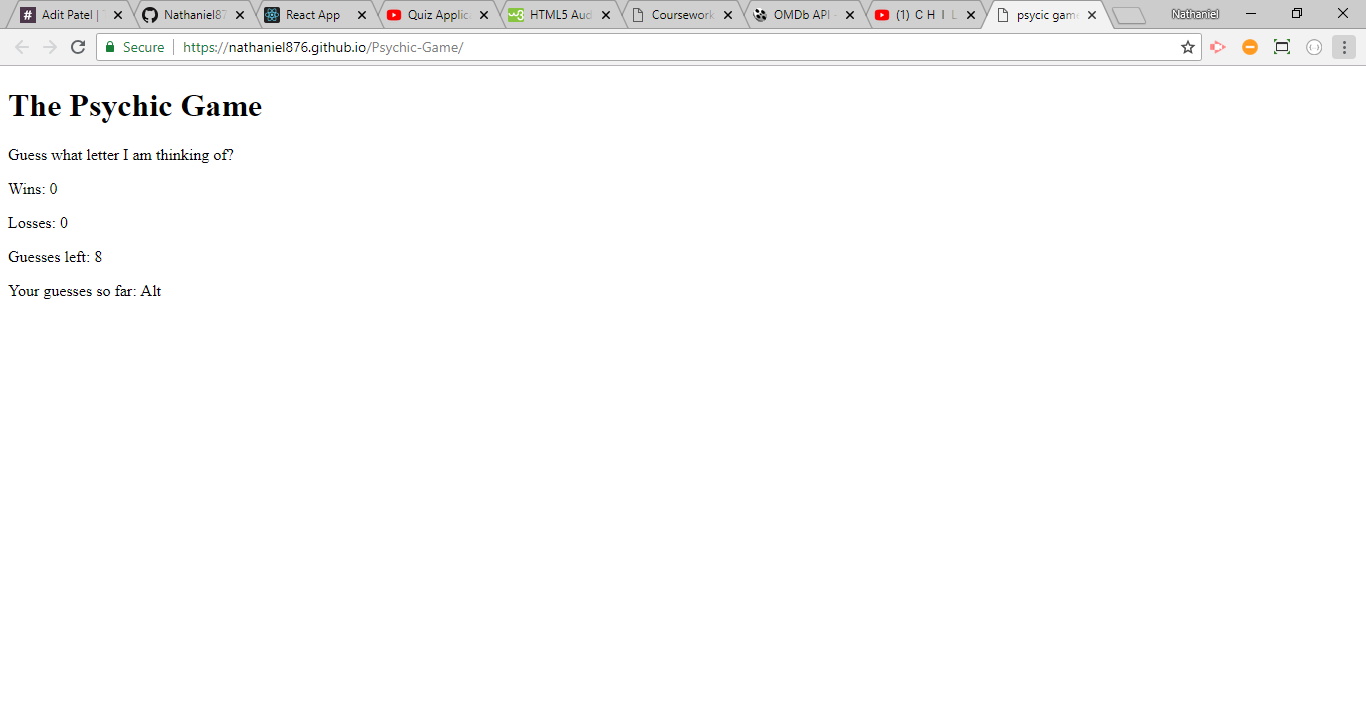 Adit Patel |
Nathaniel87
React App
Quiz Applic
HTML5 Aud
Coursework
OMDb API -
(1) C H I L
psycic game
Nathaniel
Secure
https://nathaniel876.github.io/Psychic-Game/
The Psychic Game
Guess what letter I am thinking of?
Wins: 0
Losses: 0
Guesses left: 8
Your guesses so far: Alt